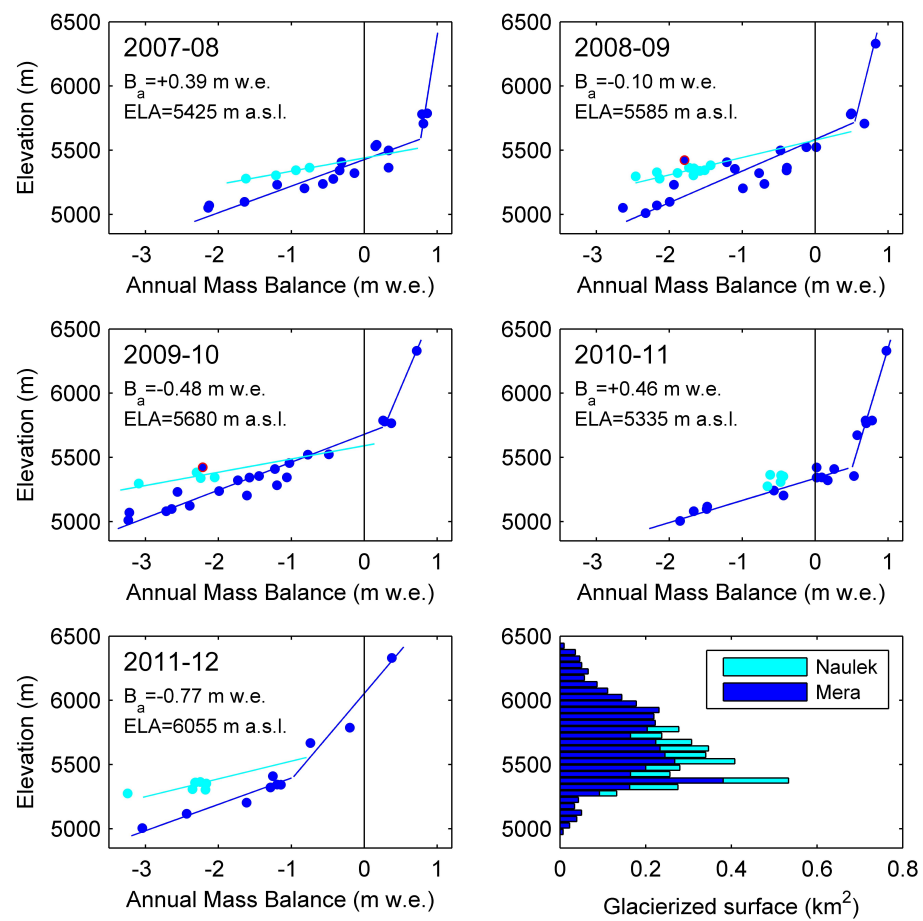 2007-08
B_a=+0.39 m w.e.
ELA=5425 m a.s.l.
Elevation (m)
6500
6000
5500
5000
-3 -2 -1 0 1
Annual Mass Balance (m w.e.)
2008-09
B_a=-0.10 m w.e.
ELA=5585 m a.s.l.
6500
6000
5500
5000
-3 -2 -1 0 1
Annual Mass Balance (m w.e.)
2009-10
B_a=-0.48 m w.e.
ELA=5680 m a.s.l.
Elevation (m)
6500
6000
5500
5000
-3 -2 -1 0 1
Annual Mass Balance (m w.e.)
2010-11
B_a=+0.46 m w.e.
ELA=5335 m a.s.l.
6500
6000
5500
5000
-3 -2 -1 0 1
Annual Mass Balance (m w.e.)
2011-12
B_a=-0.77 m w.e.
ELA=6055 m a.s.l.
Elevation (m)
6500
6000
5500
5000
-3 -2 -1 0 1
Annual Mass Balance (m w.e.)
Naulek
Mera
6500
6000
5500
5000
0 0.2 0.4 0.6 0.8
Glacierized surface (km²)